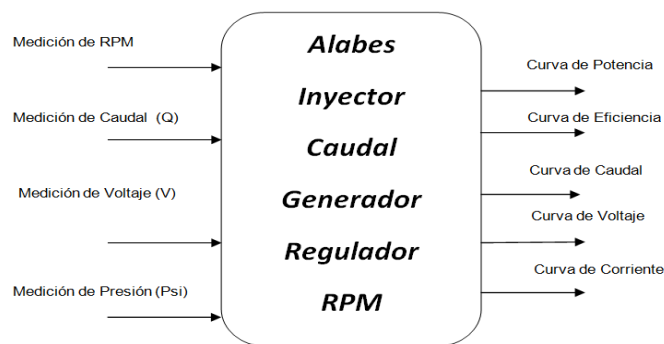 Medición de RPM
Medición de Caudal (Q)
Medición de Voltaje (V)
Medición de Presión (Psi)
Alabes
Inyector
Caudal
Generador
Regulador
RPM
Curva de Potencia
Curva de Eficiencia
Curva de Caudal
Curva de Voltaje
Curva de Corriente